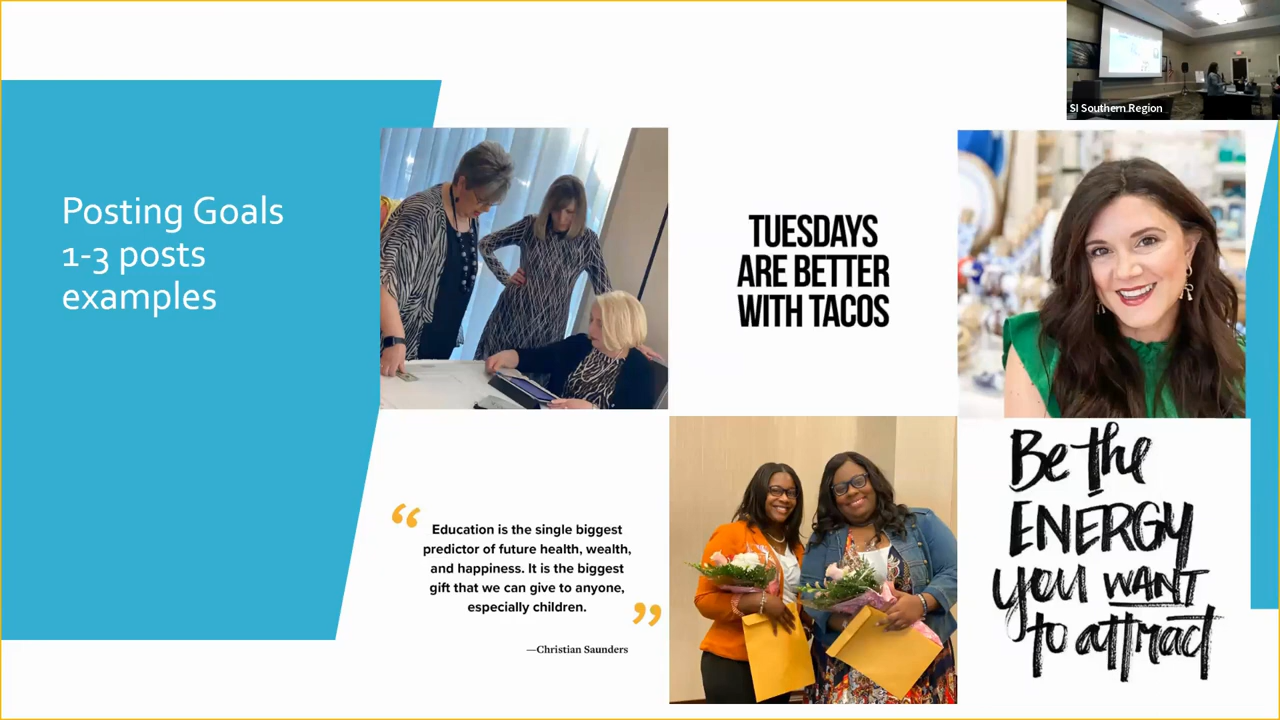 SI Southern Region
Posting Goals
1-3 posts
examples
TUESDAYS
ARE BETTER
WITH TACOS
“ Education is the single biggest
predictor of future health, wealth,
and happiness. It is the biggest
gift that we can give to anyone,
especially children. ”
—Christian Saunders
Be the
ENERGY
you WANT
to attract